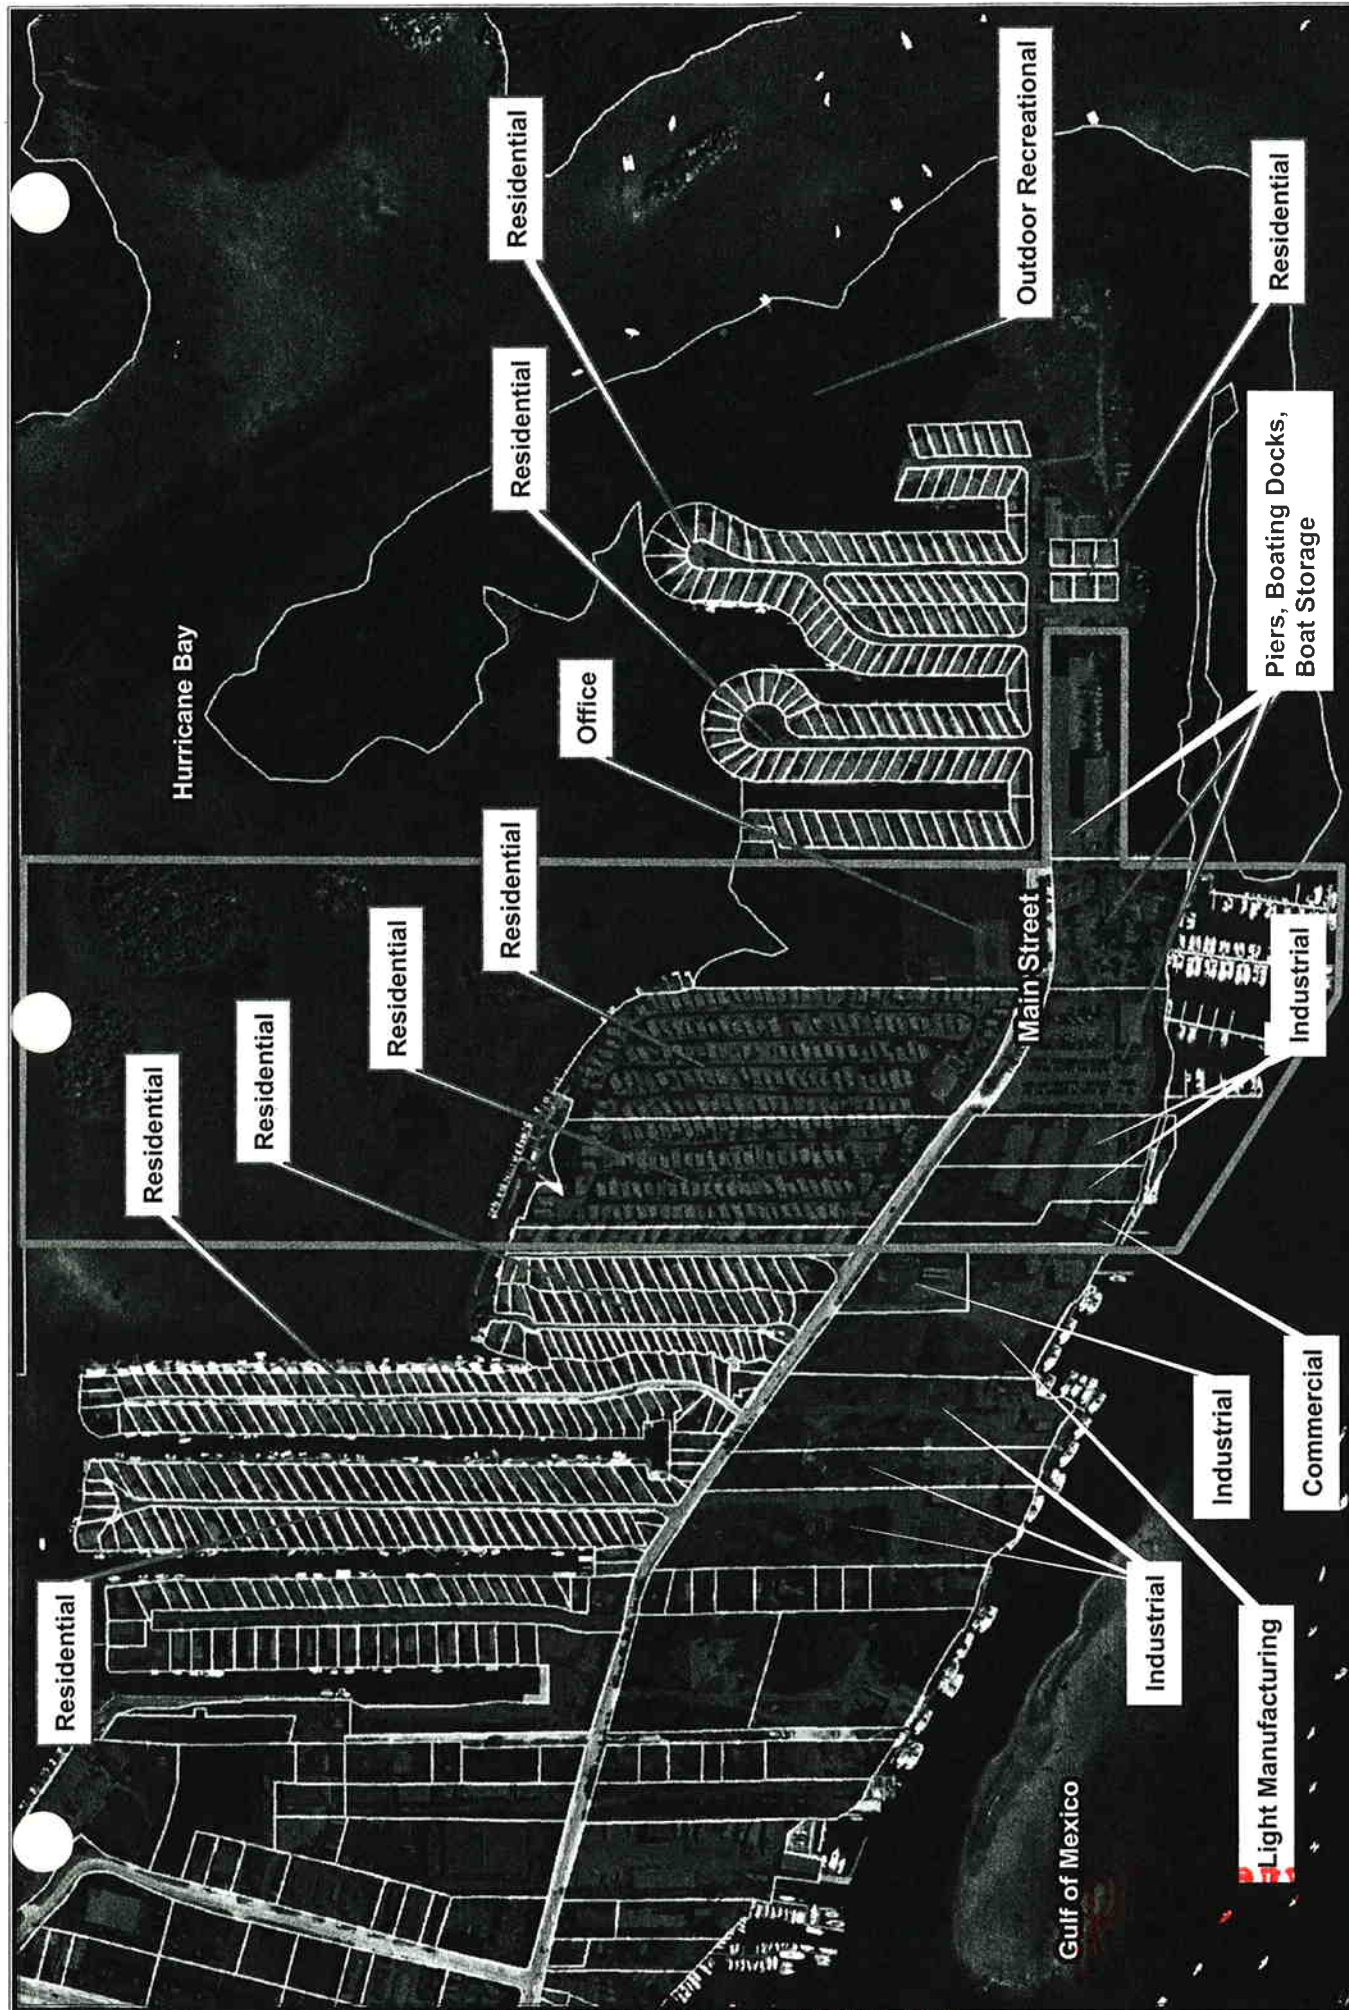 Residential
Residential
Residential
Residential
Residential
Residential
Hurricane Bay
Office
Residential
Outdoor Recreational
Main Street
Residential
Piers, Boating Docks,
Boat Storage
Industrial
Commercial
Industrial
Industrial
Light Manufacturing
Gulf of Mexico